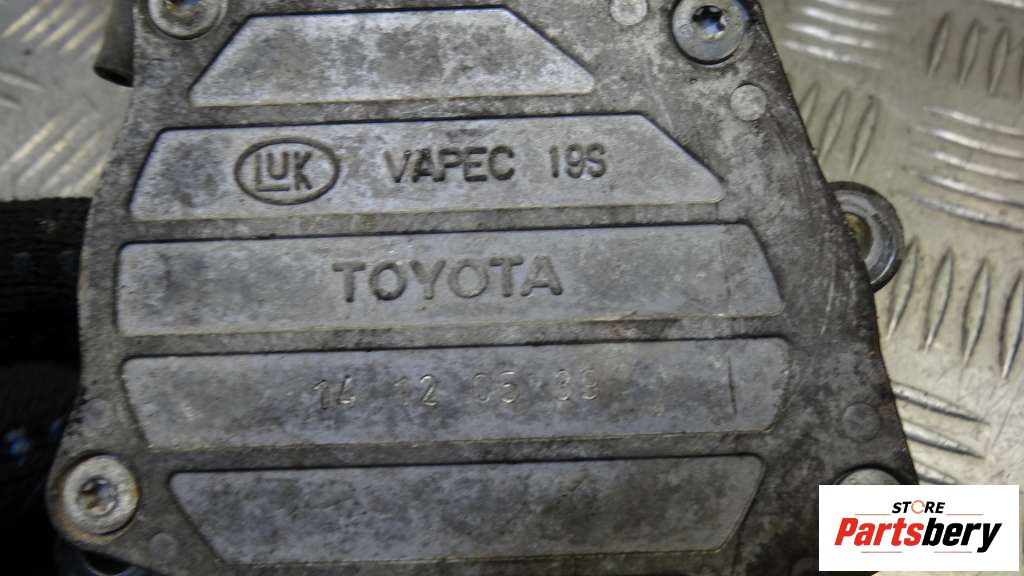 LUK VAPEC 19S
TOYOTA
14 12 05 39
STORE
Partsbery